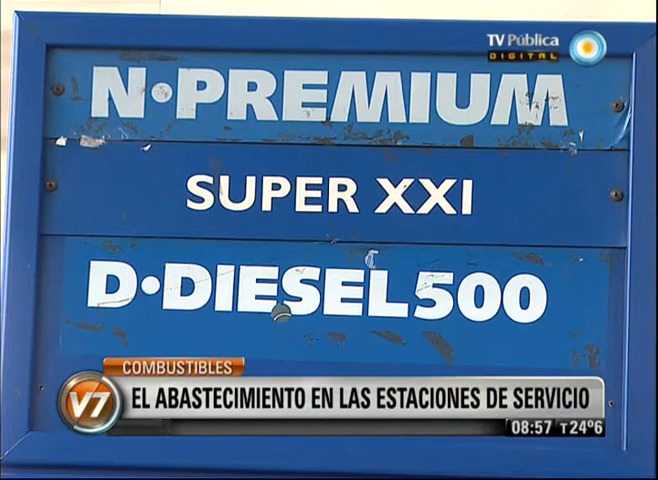 TV Pública
DIGITAL
N•PREMIUM
SUPER XXI
D•DIESEL500
COMBUSTIBLES
V7
EL ABASTECIMIENTO EN LAS ESTACIONES DE SERVICIO
08:57 T24º6